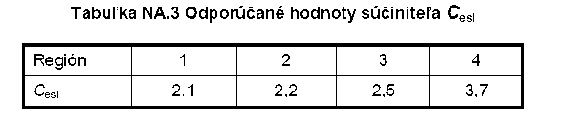 Tabuľka NA.3 Odporúčané hodnoty súčiniteľa Cesl
Región 1 2 3 4
Cesl 2.1 2,2 2,5 3,7